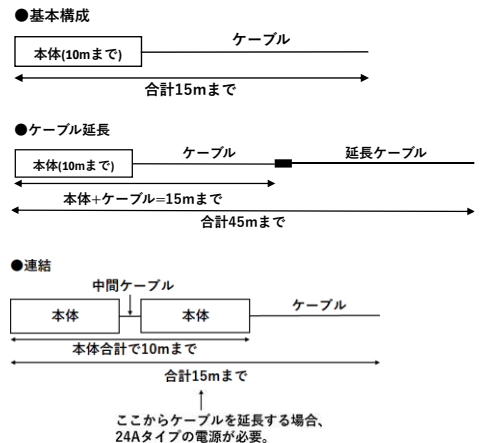 ●基本構成
ケーブル
本体(10mまで)
合計15mまで
●ケーブル延長
ケーブル
延長ケーブル
本体(10mまで)
本体+ケーブル=15mまで
合計45mまで
●連結
中間ケーブル
ケーブル
本体
本体
本体合計で10mまで
合計15mまで
ここからケーブルを延長する場合、
24Aタイプの電源が必要。